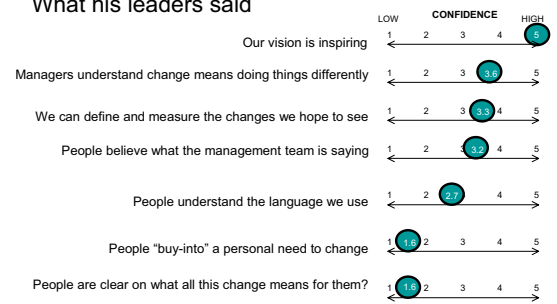 What his leaders said
LOW CONFIDENCE HIGH
Our vision is inspiring 1 2 3 4 5
Managers understand change means doing things differently 1 2 3 3.6 5
We can define and measure the changes we hope to see 1 2 3 3.3 4 5
People believe what the management team is saying 1 2 3 3.2 4 5
People understand the language we use 1 2 2.7 4 5
People “buy-into” a personal need to change 1 1.6 2 3 4 5
People are clear on what all this change means for them? 1 1.6 2 3 4 5